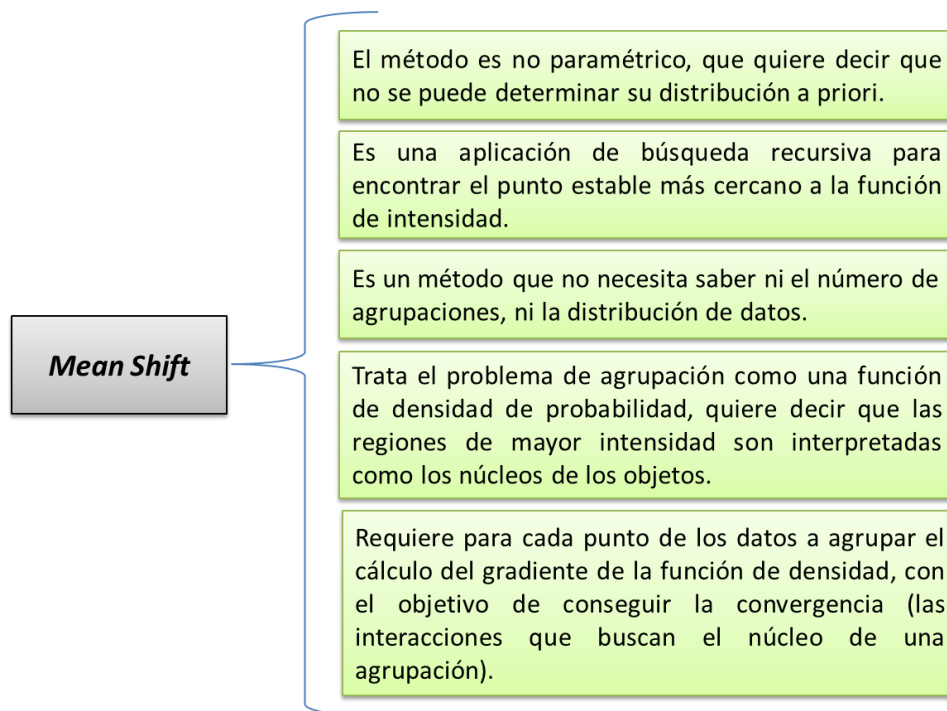 El método es no paramétrico, que quiere decir que
no se puede determinar su distribución a priori.
Es una aplicación de búsqueda recursiva para
encontrar el punto estable más cercano a la función
de intensidad.
Es un método que no necesita saber ni el número de
agrupaciones, ni la distribución de datos.
Mean Shift
Trata el problema de agrupación como una función
de densidad de probabilidad, quiere decir que las
regiones de mayor intensidad son interpretadas
como los núcleos de los objetos.
Requiere para cada punto de los datos a agrupar el
cálculo del gradiente de la función de densidad, con
el objetivo de conseguir la convergencia (las
interacciones que buscan el núcleo de una
agrupación).